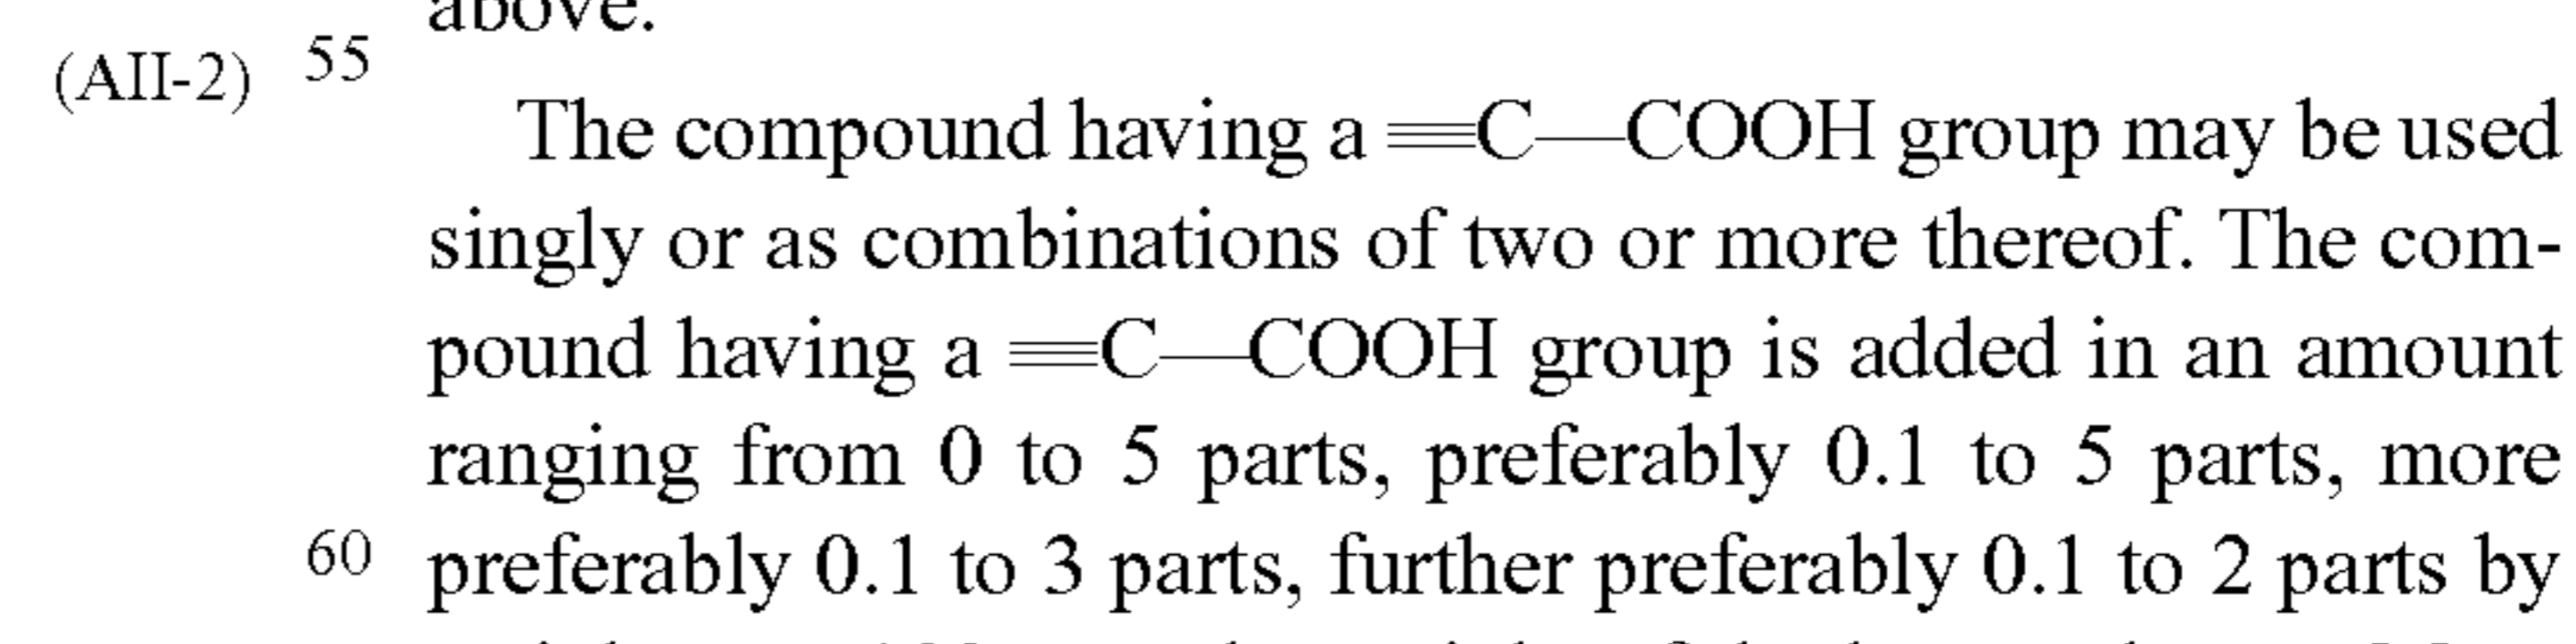 above.
(AII-2) 55
The compound having a ≡C—COOH group may be used
singly or as combinations of two or more thereof. The com-
pound having a ≡C—COOH group is added in an amount
ranging from 0 to 5 parts, preferably 0.1 to 5 parts, more
60 preferably 0.1 to 3 parts, further preferably 0.1 to 2 parts by